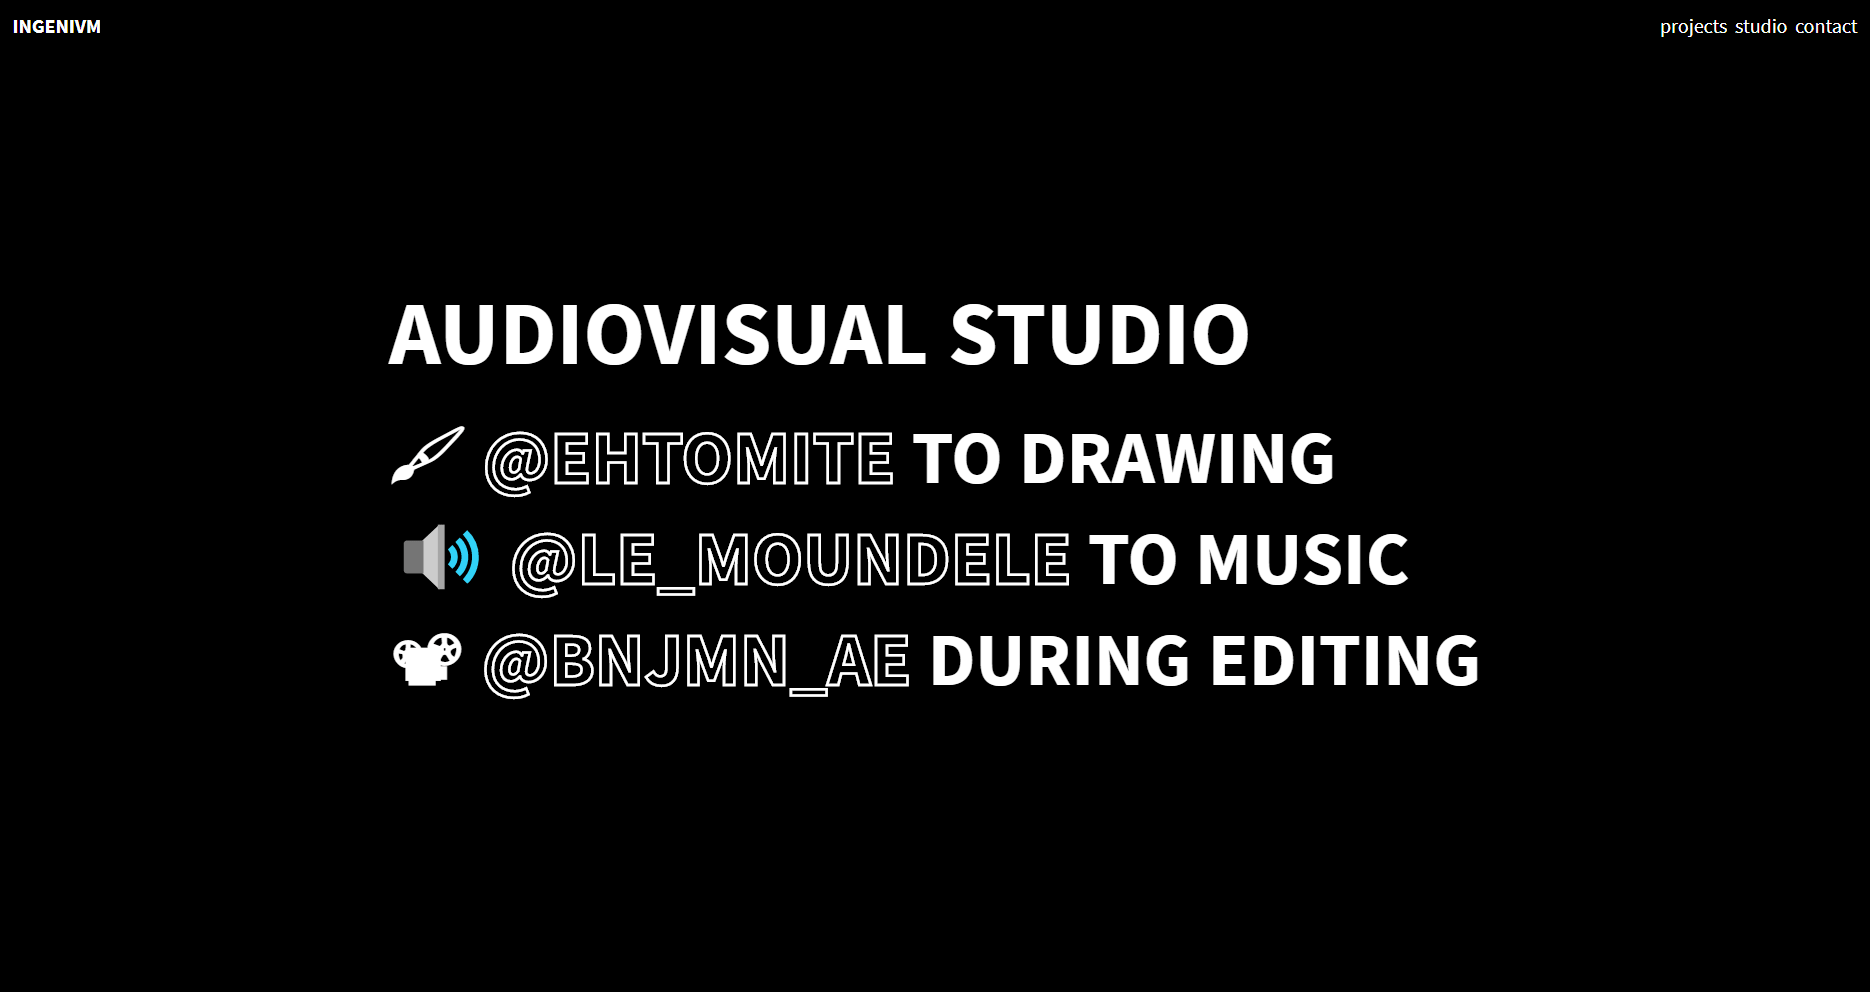 INGENIVM
projects studio contact
AUDIOVISUAL STUDIO
@EHTOMITE TO DRAWING
@LE_MOUNDELE TO MUSIC
@BNJMN_AE DURING EDITING